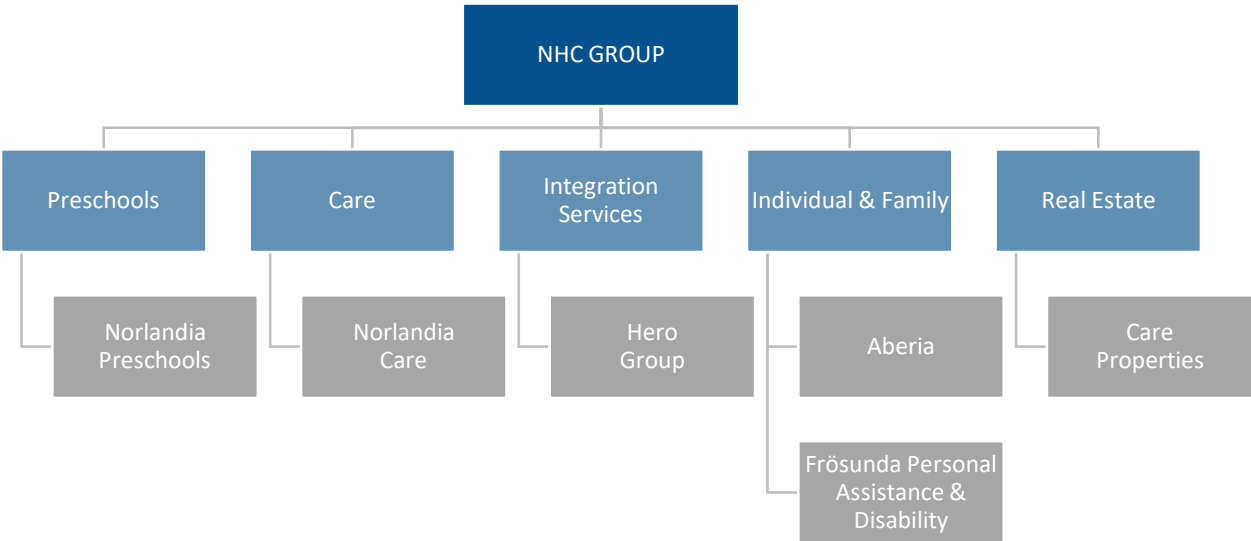 NHC GROUP
Preschools
Care
Integration
Services
Individual & Family
Real Estate
Norlandia
Preschools
Norlandia
Care
Hero
Group
Aberia
Care
Properties
Frösunda Personal
Assistance &
Disability